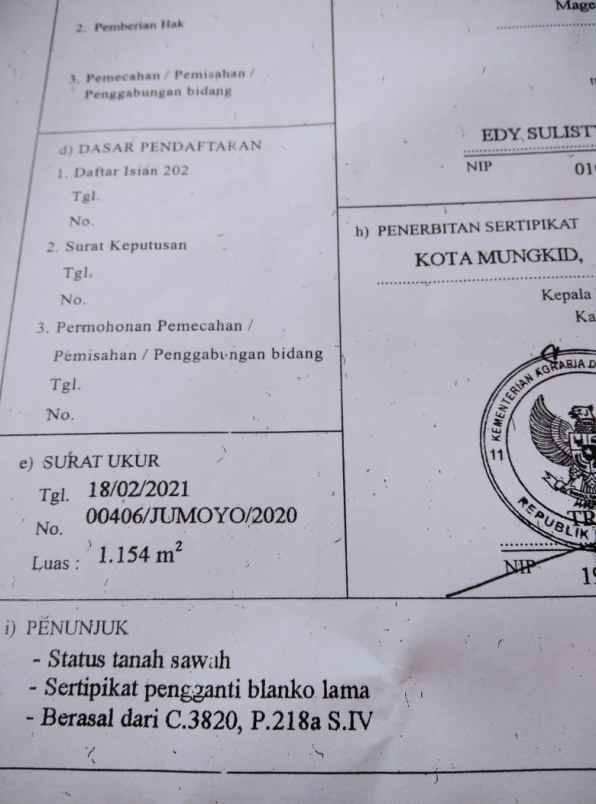 2. Pemberian Hak
3. Pemecahan / Pemisahan /
Penggabungan bidang
d) DASAR PENDAFTARAN
1. Daftar Isian 202
Tgl.
No.
2. Surat Keputusan
Tgl.
No.
3. Permohonan Pemecahan /
Pemisahan / Penggabungan bidang
Tgl.
No.
e) SURAT UKUR
Tgl. 18/02/2021
No. 00406/JUMOYO/2020
Luas : 1.154 m²
Mage
EDY SULIST
NIP 01
h) PENERBITAN SERTIPIKAT
KOTA MUNGKID,
Kepala
Ka
KEMENTERIAN AGRARIA D
11
REPUBLIK
TR
NIP 19
i) PENUNJUK
- Status tanah sawah
- Sertipikat pengganti blanko lama
- Berasal dari C.3820, P.218a S.IV